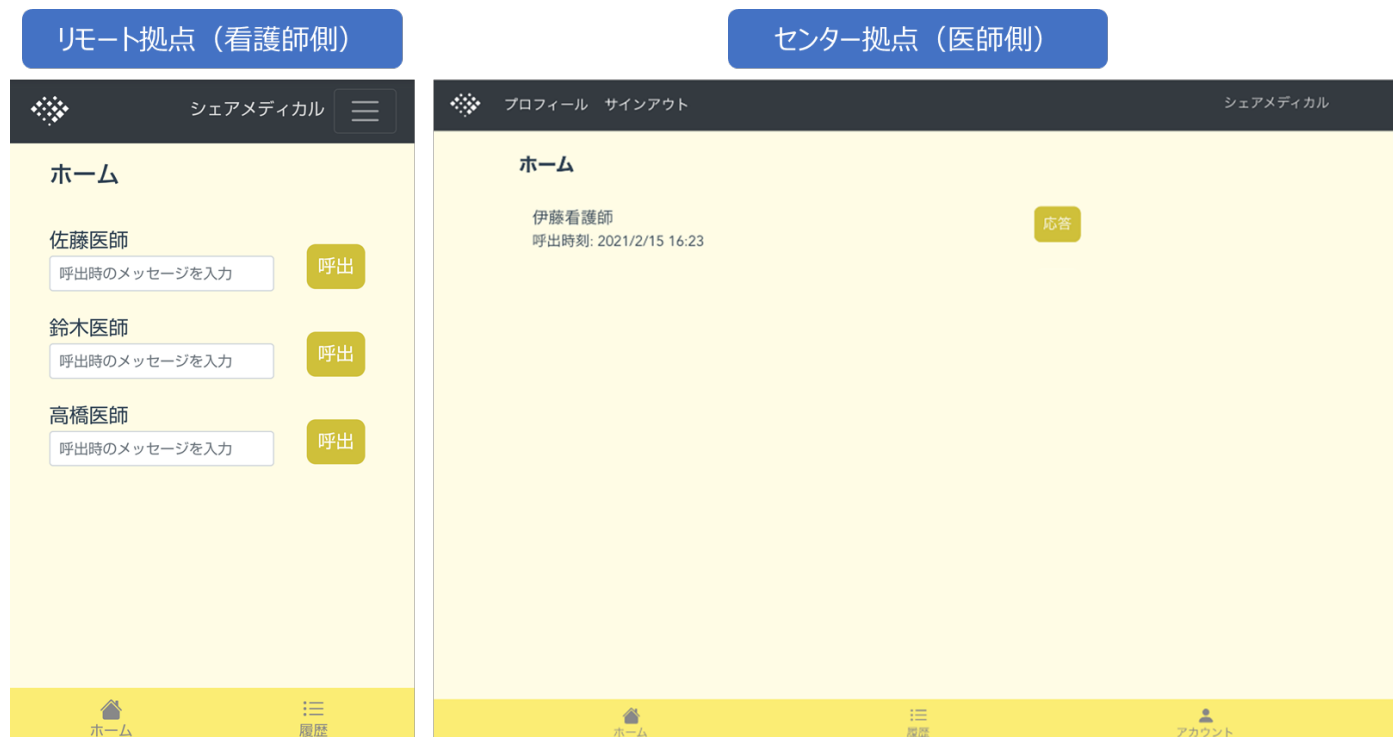 リモート拠点（看護師側）
シェアメディカル
ホーム
佐藤医師
呼出時のメッセージを入力
呼出
鈴木医師
呼出時のメッセージを入力
呼出
高橋医師
呼出時のメッセージを入力
呼出
ホーム
履歴
センター拠点（医師側）
プロフィール サインアウト
シェアメディカル
ホーム
伊藤看護師
呼出時刻: 2021/2/15 16:23
応答
ホーム
履歴
アカウント